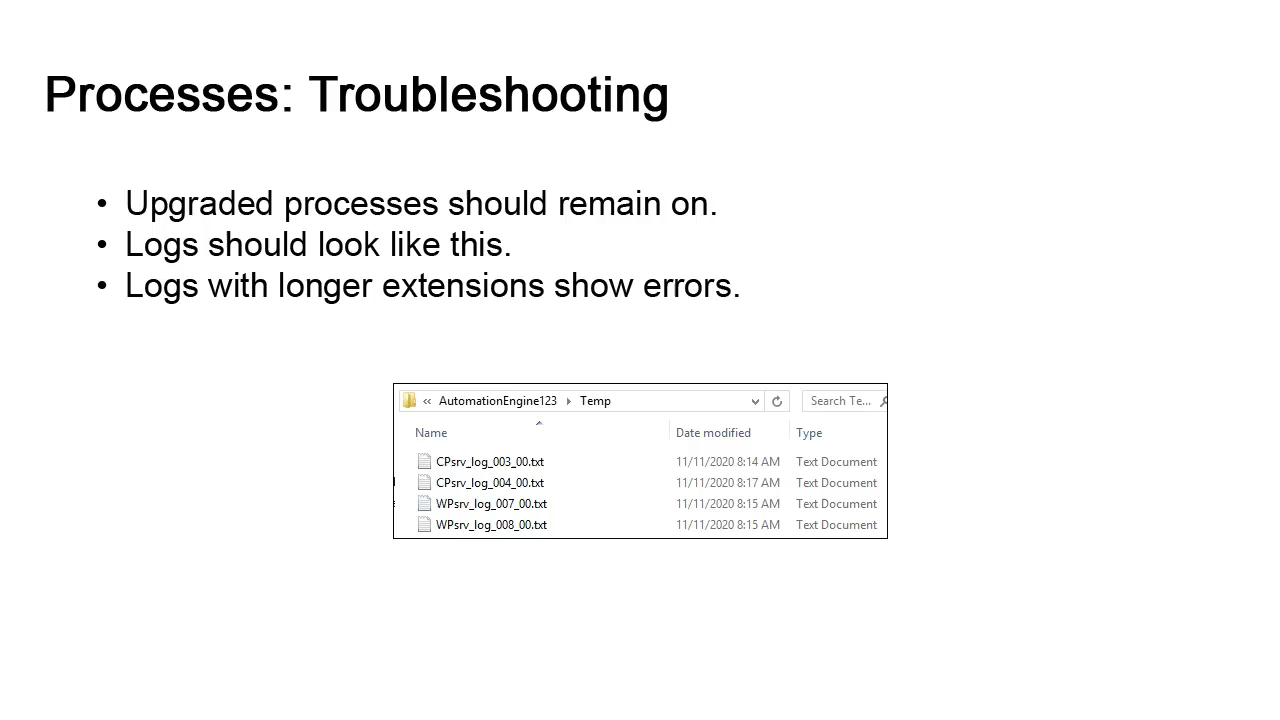 Processes: Troubleshooting
• Upgraded processes should remain on.
• Logs should look like this.
• Logs with longer extensions show errors.
« AutomationEngine123 Temp Search Te...
Name Date modified Type
CPsrv_log_003_00.txt 11/11/2020 8:14 AM Text Document
CPsrv_log_004_00.txt 11/11/2020 8:17 AM Text Document
WPsrv_log_007_00.txt 11/11/2020 8:15 AM Text Document
WPsrv_log_008_00.txt 11/11/2020 8:15 AM Text Document